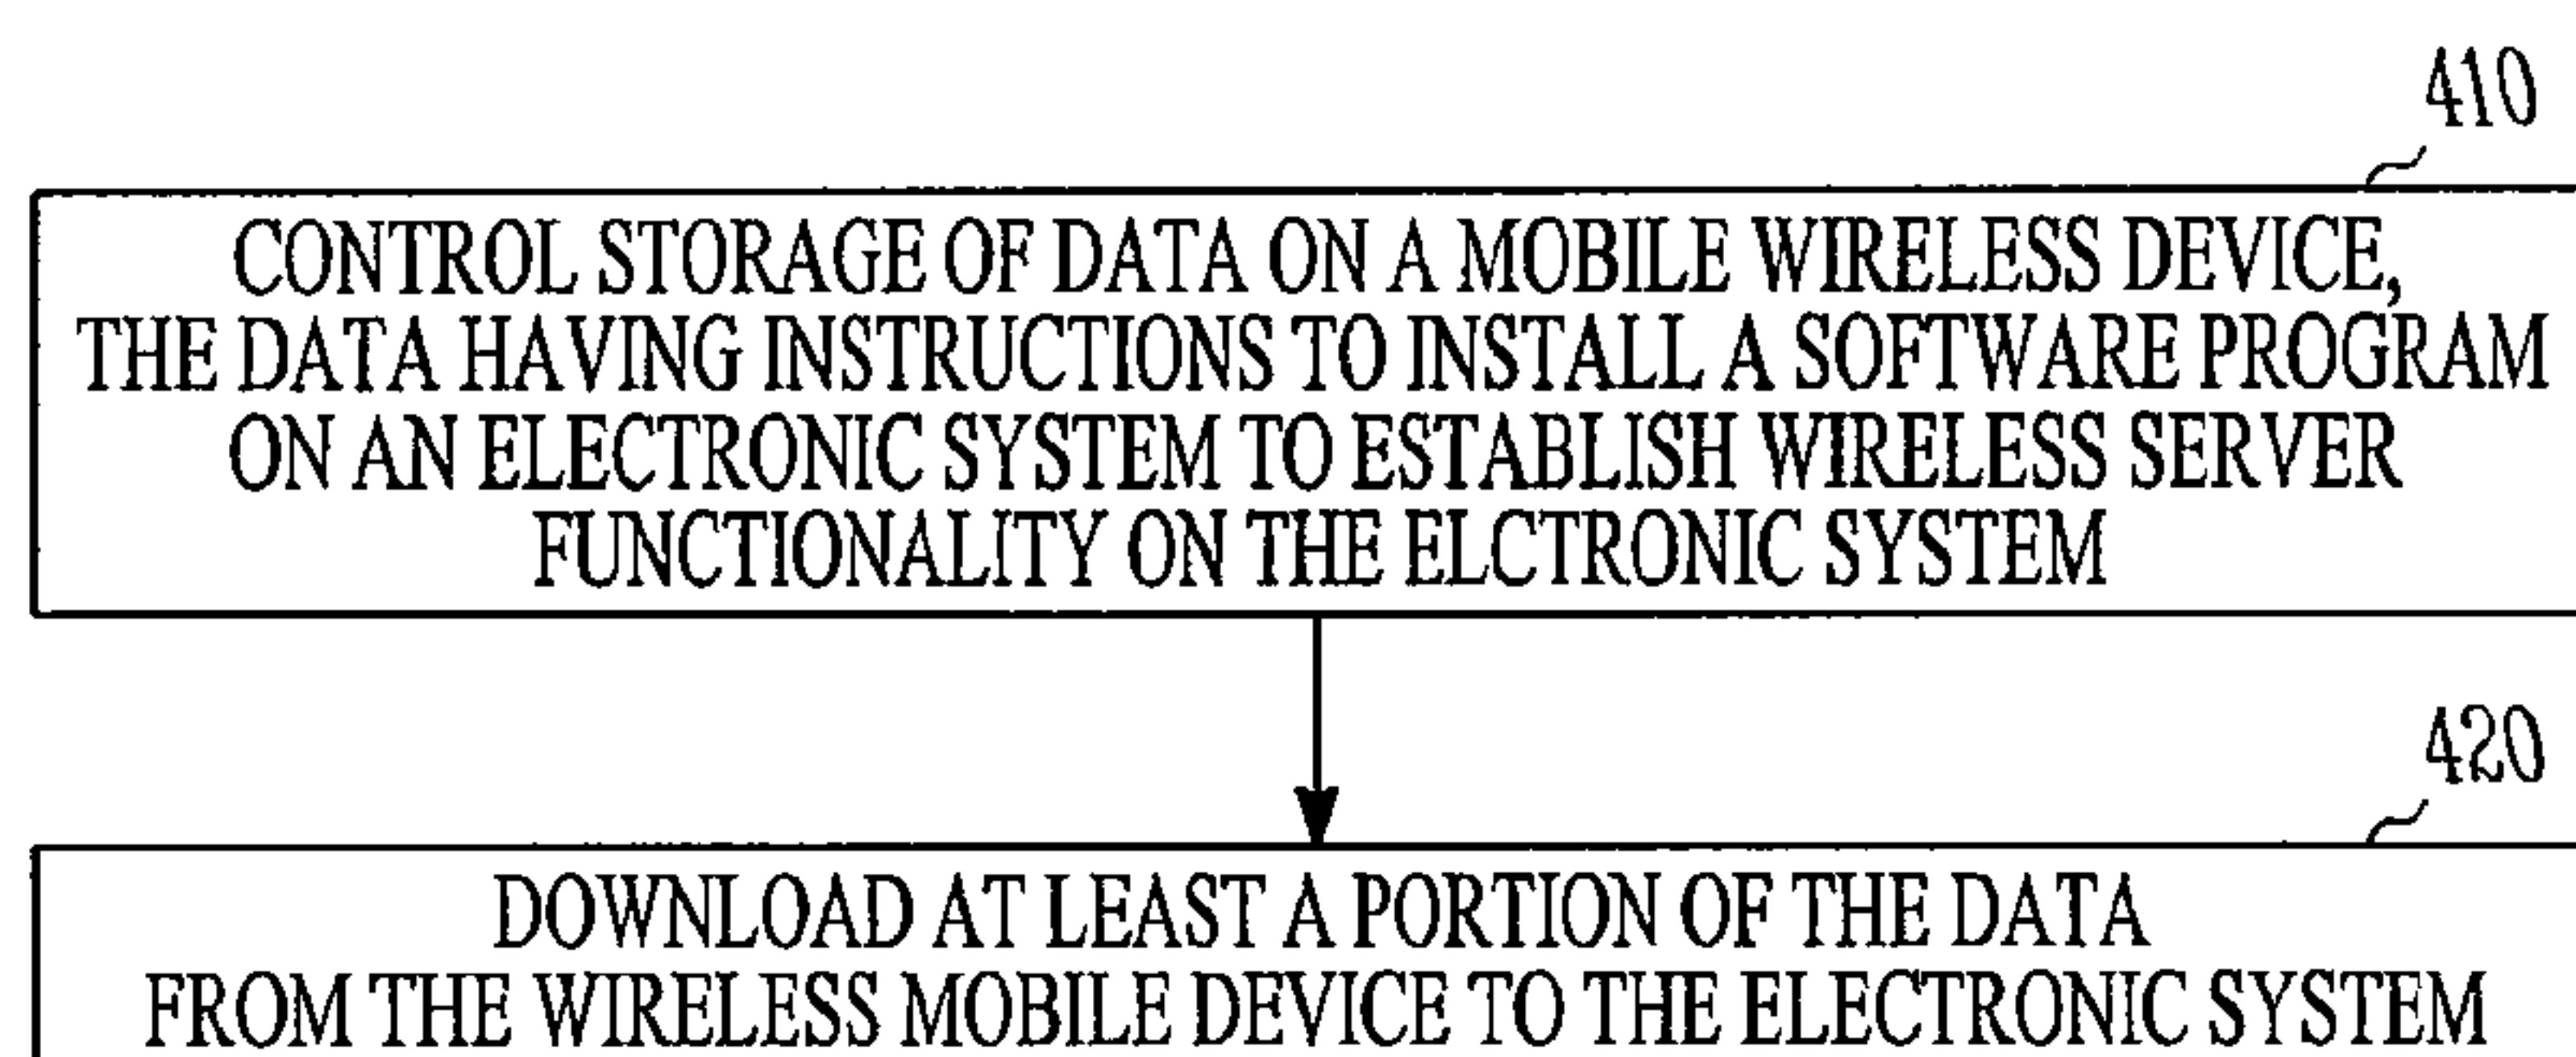 410
CONTROL STORAGE OF DATA ON A MOBILE WIRELESS DEVICE,
THE DATA HAVING INSTRUCTIONS TO INSTALL A SOFTWARE PROGRAM
ON AN ELECTRONIC SYSTEM TO ESTABLISH WIRELESS SERVER
FUNCTIONALITY ON THE ELCTRONIC SYSTEM
420
DOWNLOAD AT LEAST A PORTION OF THE DATA
FROM THE WIRELESS MOBILE DEVICE TO THE ELECTRONIC SYSTEM